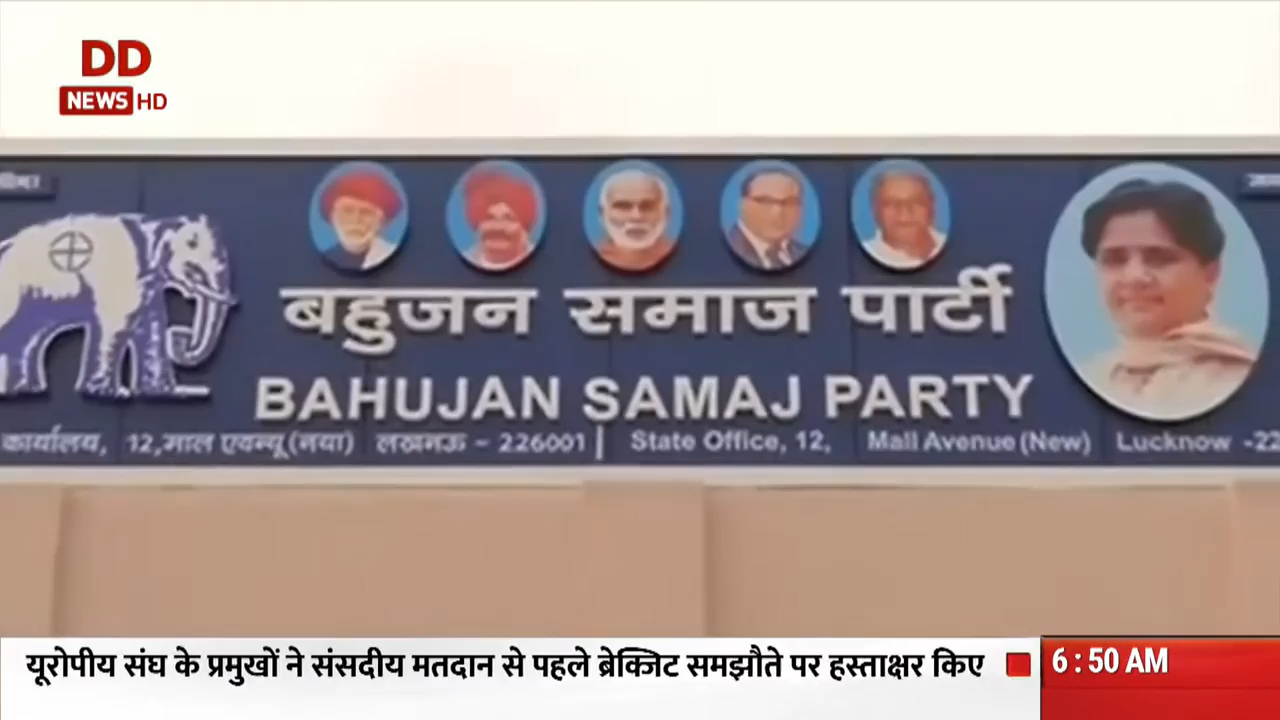 DD
NEWS HD
बहुजन समाज पार्टी
BAHUJAN SAMAJ PARTY
कार्यालय, 12,माल एवन्यू (नया) लखनऊ - 226001 | State Office, 12, Mall Avenue (New) Lucknow -22
यूरोपीय संघ के प्रमुखों ने संसदीय मतदान से पहले ब्रेक्जिट समझौते पर हस्ताक्षर किए
6:50 AM